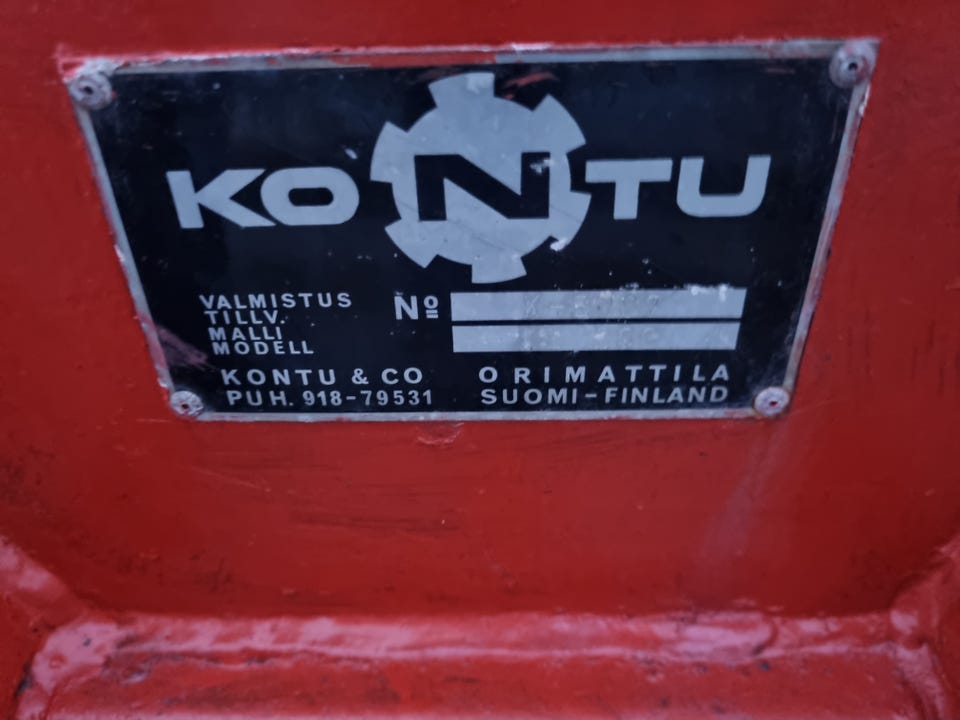 KONTU
VALMISTUS
TILLV. Nº
MALLI
MODELL
KONTU & CO ORIMATTILA
PUH. 918-79531 SUOMI-FINLAND